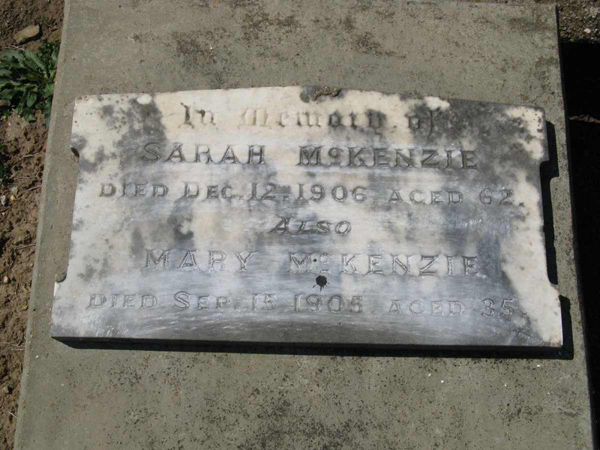 In Memory of
SARAH McKENZIE
DIED DEC. 12. 1906 AGED 62.
ALSO
MARY McKENZIE
DIED SEP. 15. 1905 AGED 35